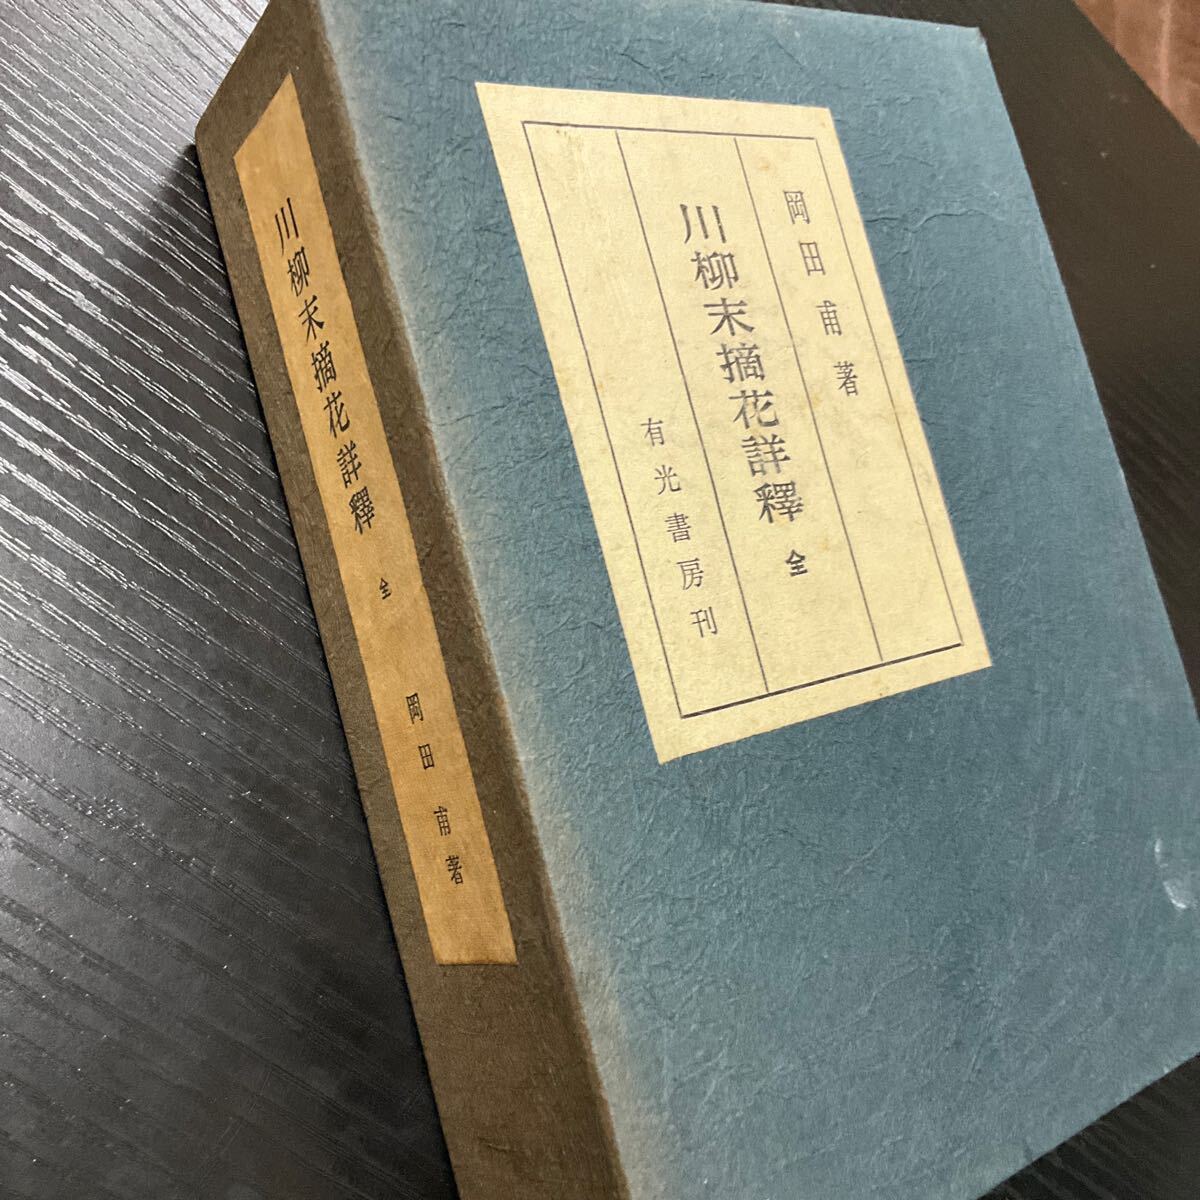 岡田甫著
川柳末摘花詳釋 全
有光書房刊
川柳末摘花詳釋 全 岡田甫著